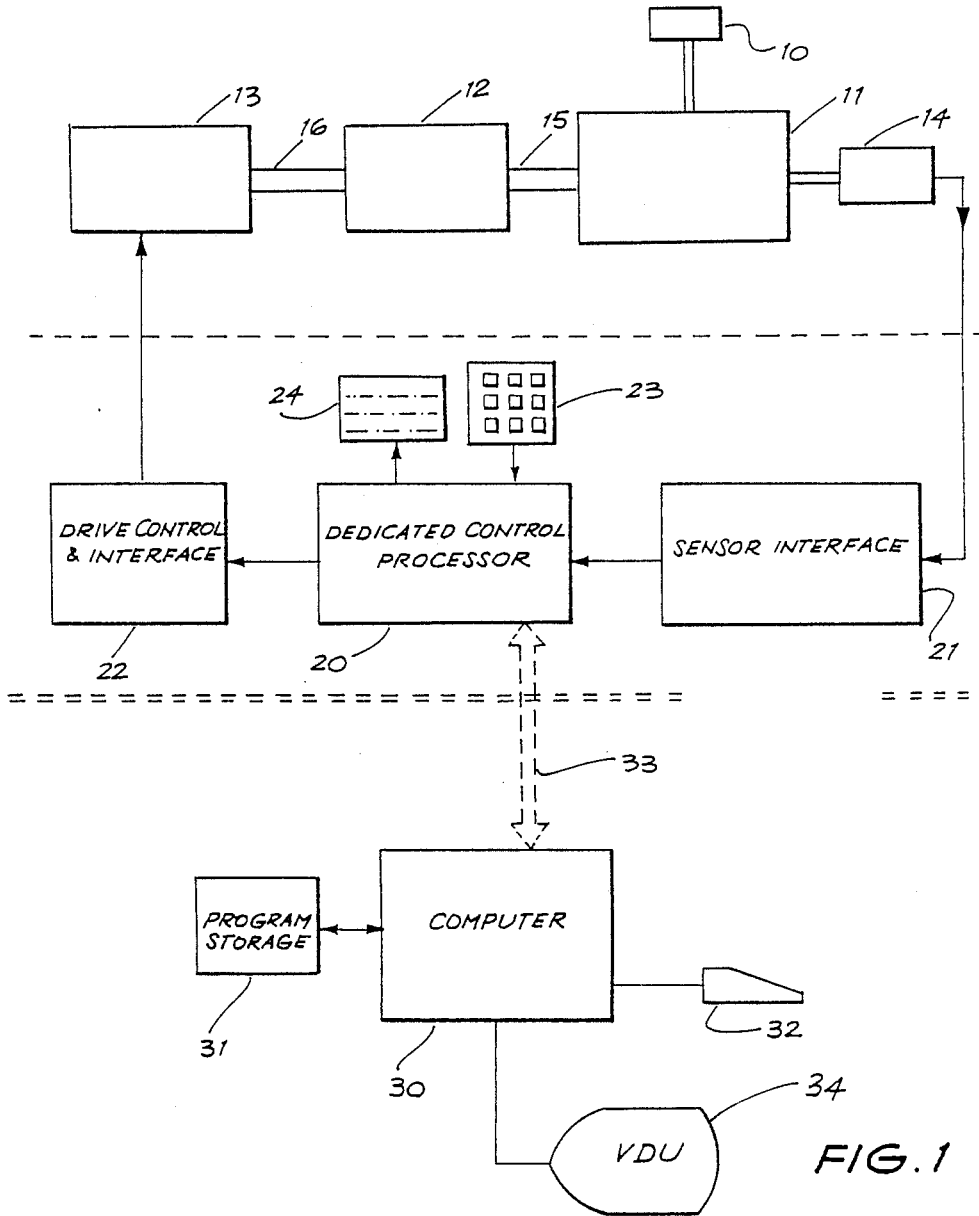 10
13
12
11
14
16
15
24
23
DRIVE CONTROL
& INTERFACE
DEDICATED CONTROL
PROCESSOR
SENSOR INTERFACE
22
20
21
33
PROGRAM
STORAGE
COMPUTER
31
30
32
34
VDU
FIG. 1